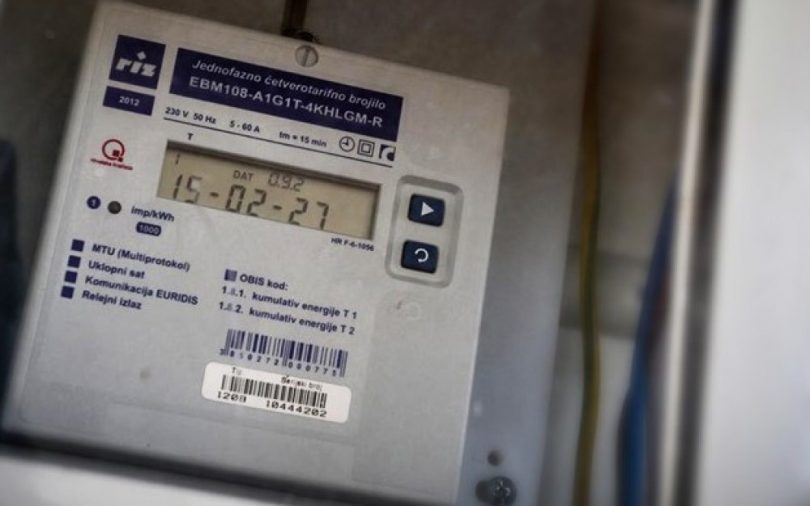 riz
2012
Jednofazno četverotarifno brojilo
EBM108-A1G1T-4KHLGM-R
230 V 50 Hz 5 - 60 A tm = 15 min
T
1 DAT 0.9.2
15-02-27
HR F-6-1056
imp/kWh
1000
MTU (Multiprotokol)
Uklopni sat
Komunikacija EURIDIS
Relejni izlaz
OBIS kod:
1.8.1. kumulativ energije T 1
1.8.2. kumulativ energije T 2
Tip Serijski broj
1208 10444202